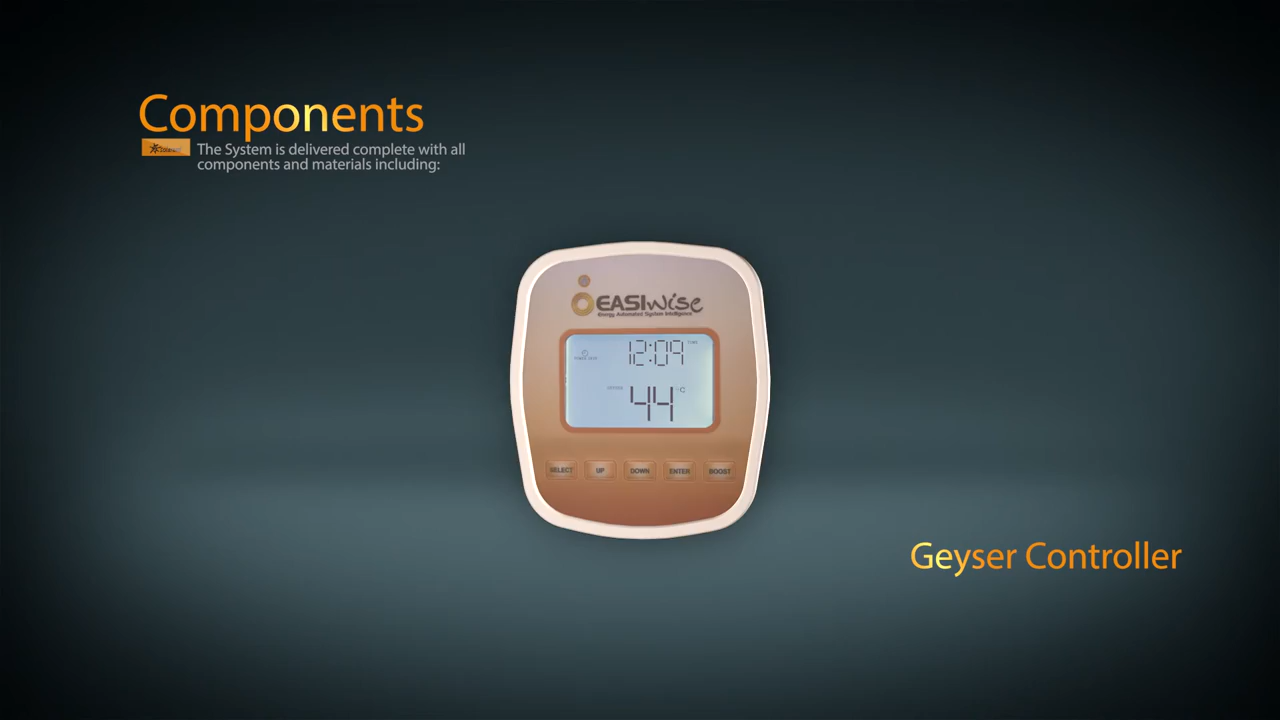 Components
The System is delivered complete with all
components and materials including:
EASIWise
Energy Automated System Intelligence
12:09
44 °C
SELECT UP DOWN ENTER BOOST
Geyser Controller